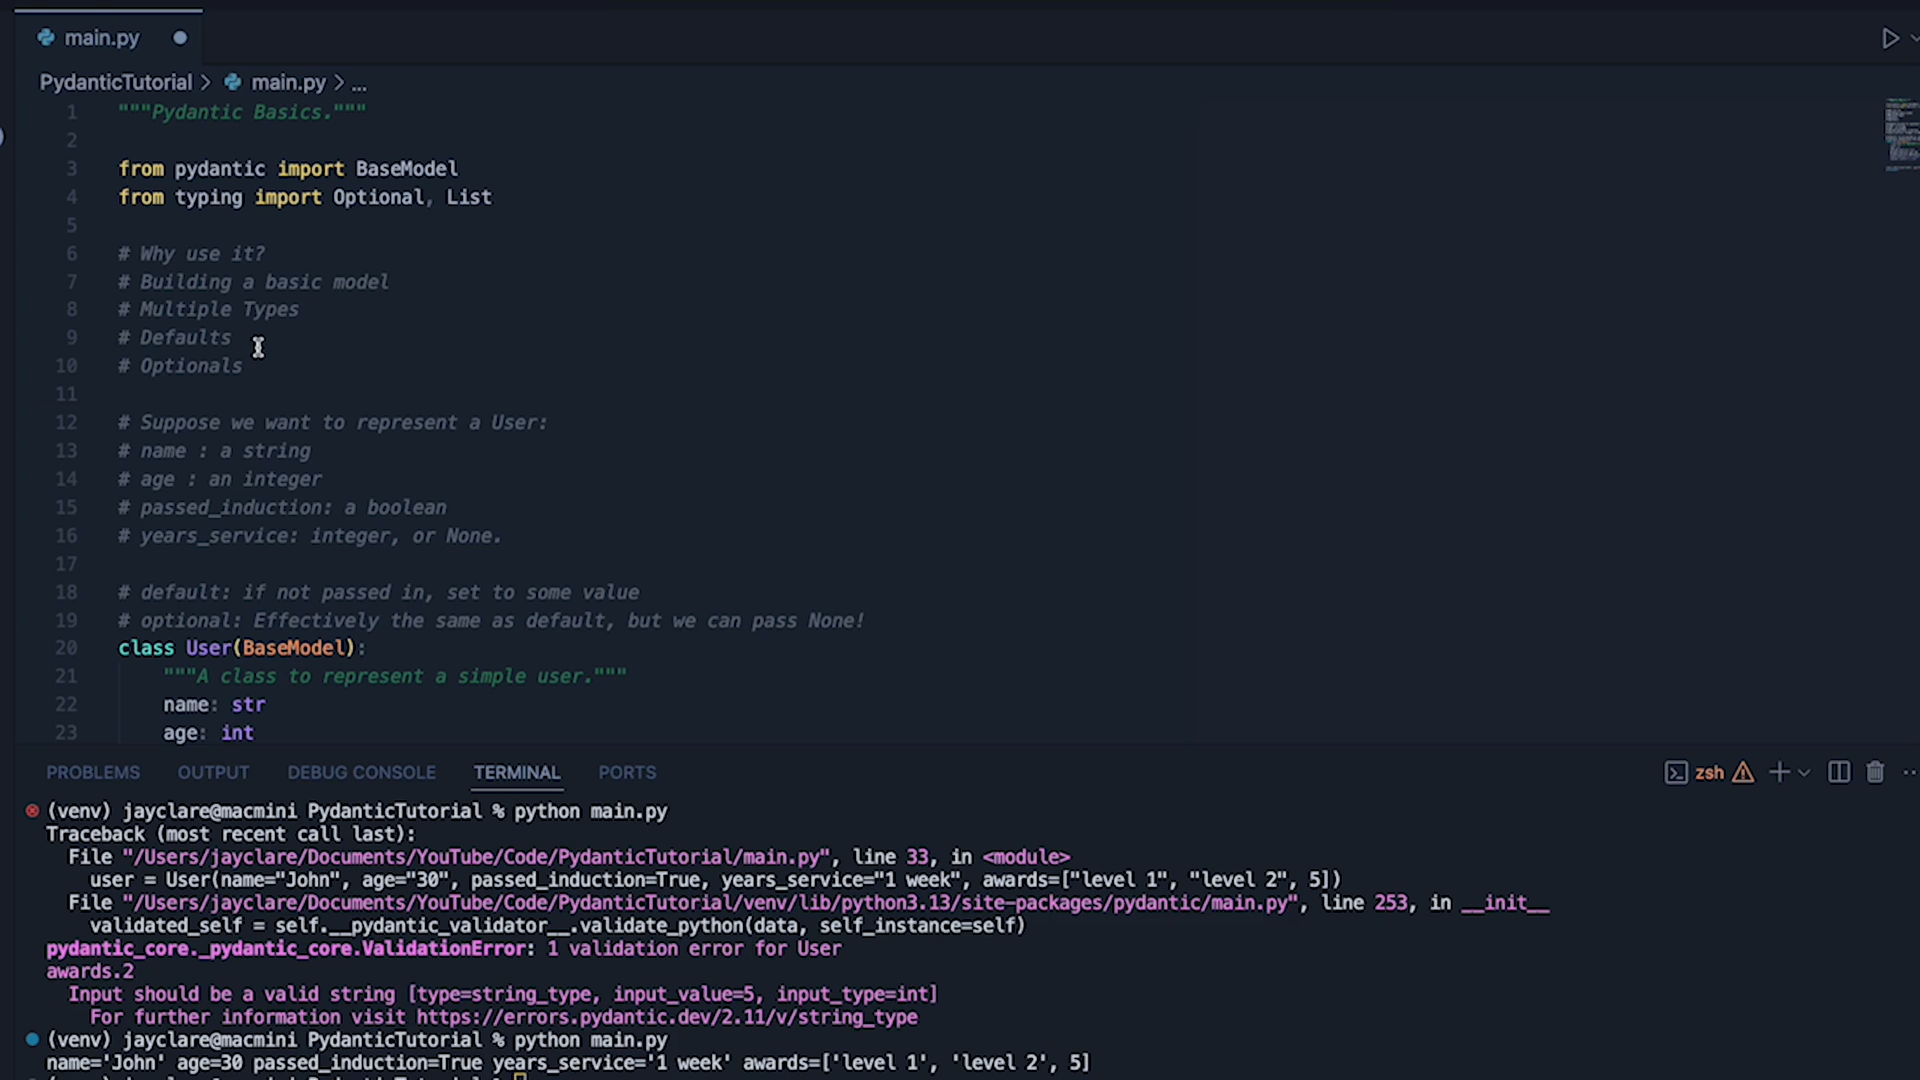 main.py
PydanticTutorial > main.py > ...
1 """Pydantic Basics."""
2
3 from pydantic import BaseModel
4 from typing import Optional, List
5
6 # Why use it?
7 # Building a basic model
8 # Multiple Types
9 # Defaults
10 # Optionals
11
12 # Suppose we want to represent a User:
13 # name : a string
14 # age : an integer
15 # passed_induction: a boolean
16 # years_service: integer, or None.
17
18 # default: if not passed in, set to some value
19 # optional: Effectively the same as default, but we can pass None!
20 class User(BaseModel):
21 """A class to represent a simple user."""
22 name: str
23 age: int
PROBLEMS OUTPUT DEBUG CONSOLE TERMINAL PORTS zsh
(venv) jayclare@macmini PydanticTutorial % python main.py
Traceback (most recent call last):
File "/Users/jayclare/Documents/YouTube/Code/PydanticTutorial/main.py", line 33, in <module>
user = User(name="John", age="30", passed_induction=True, years_service="1 week", awards=["level 1", "level 2", 5])
File "/Users/jayclare/Documents/YouTube/Code/PydanticTutorial/venv/lib/python3.13/site-packages/pydantic/main.py", line 253, in __init__
validated_self = self.__pydantic_validator__.validate_python(data, self_instance=self)
pydantic_core._pydantic_core.ValidationError: 1 validation error for User
awards.2
Input should be a valid string [type=string_type, input_value=5, input_type=int]
For further information visit https://errors.pydantic.dev/2.11/v/string_type
(venv) jayclare@macmini PydanticTutorial % python main.py
name='John' age=30 passed_induction=True years_service='1 week' awards=['level 1', 'level 2', 5]